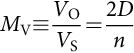 M_V ≡ V_O / V_S = 2D / n